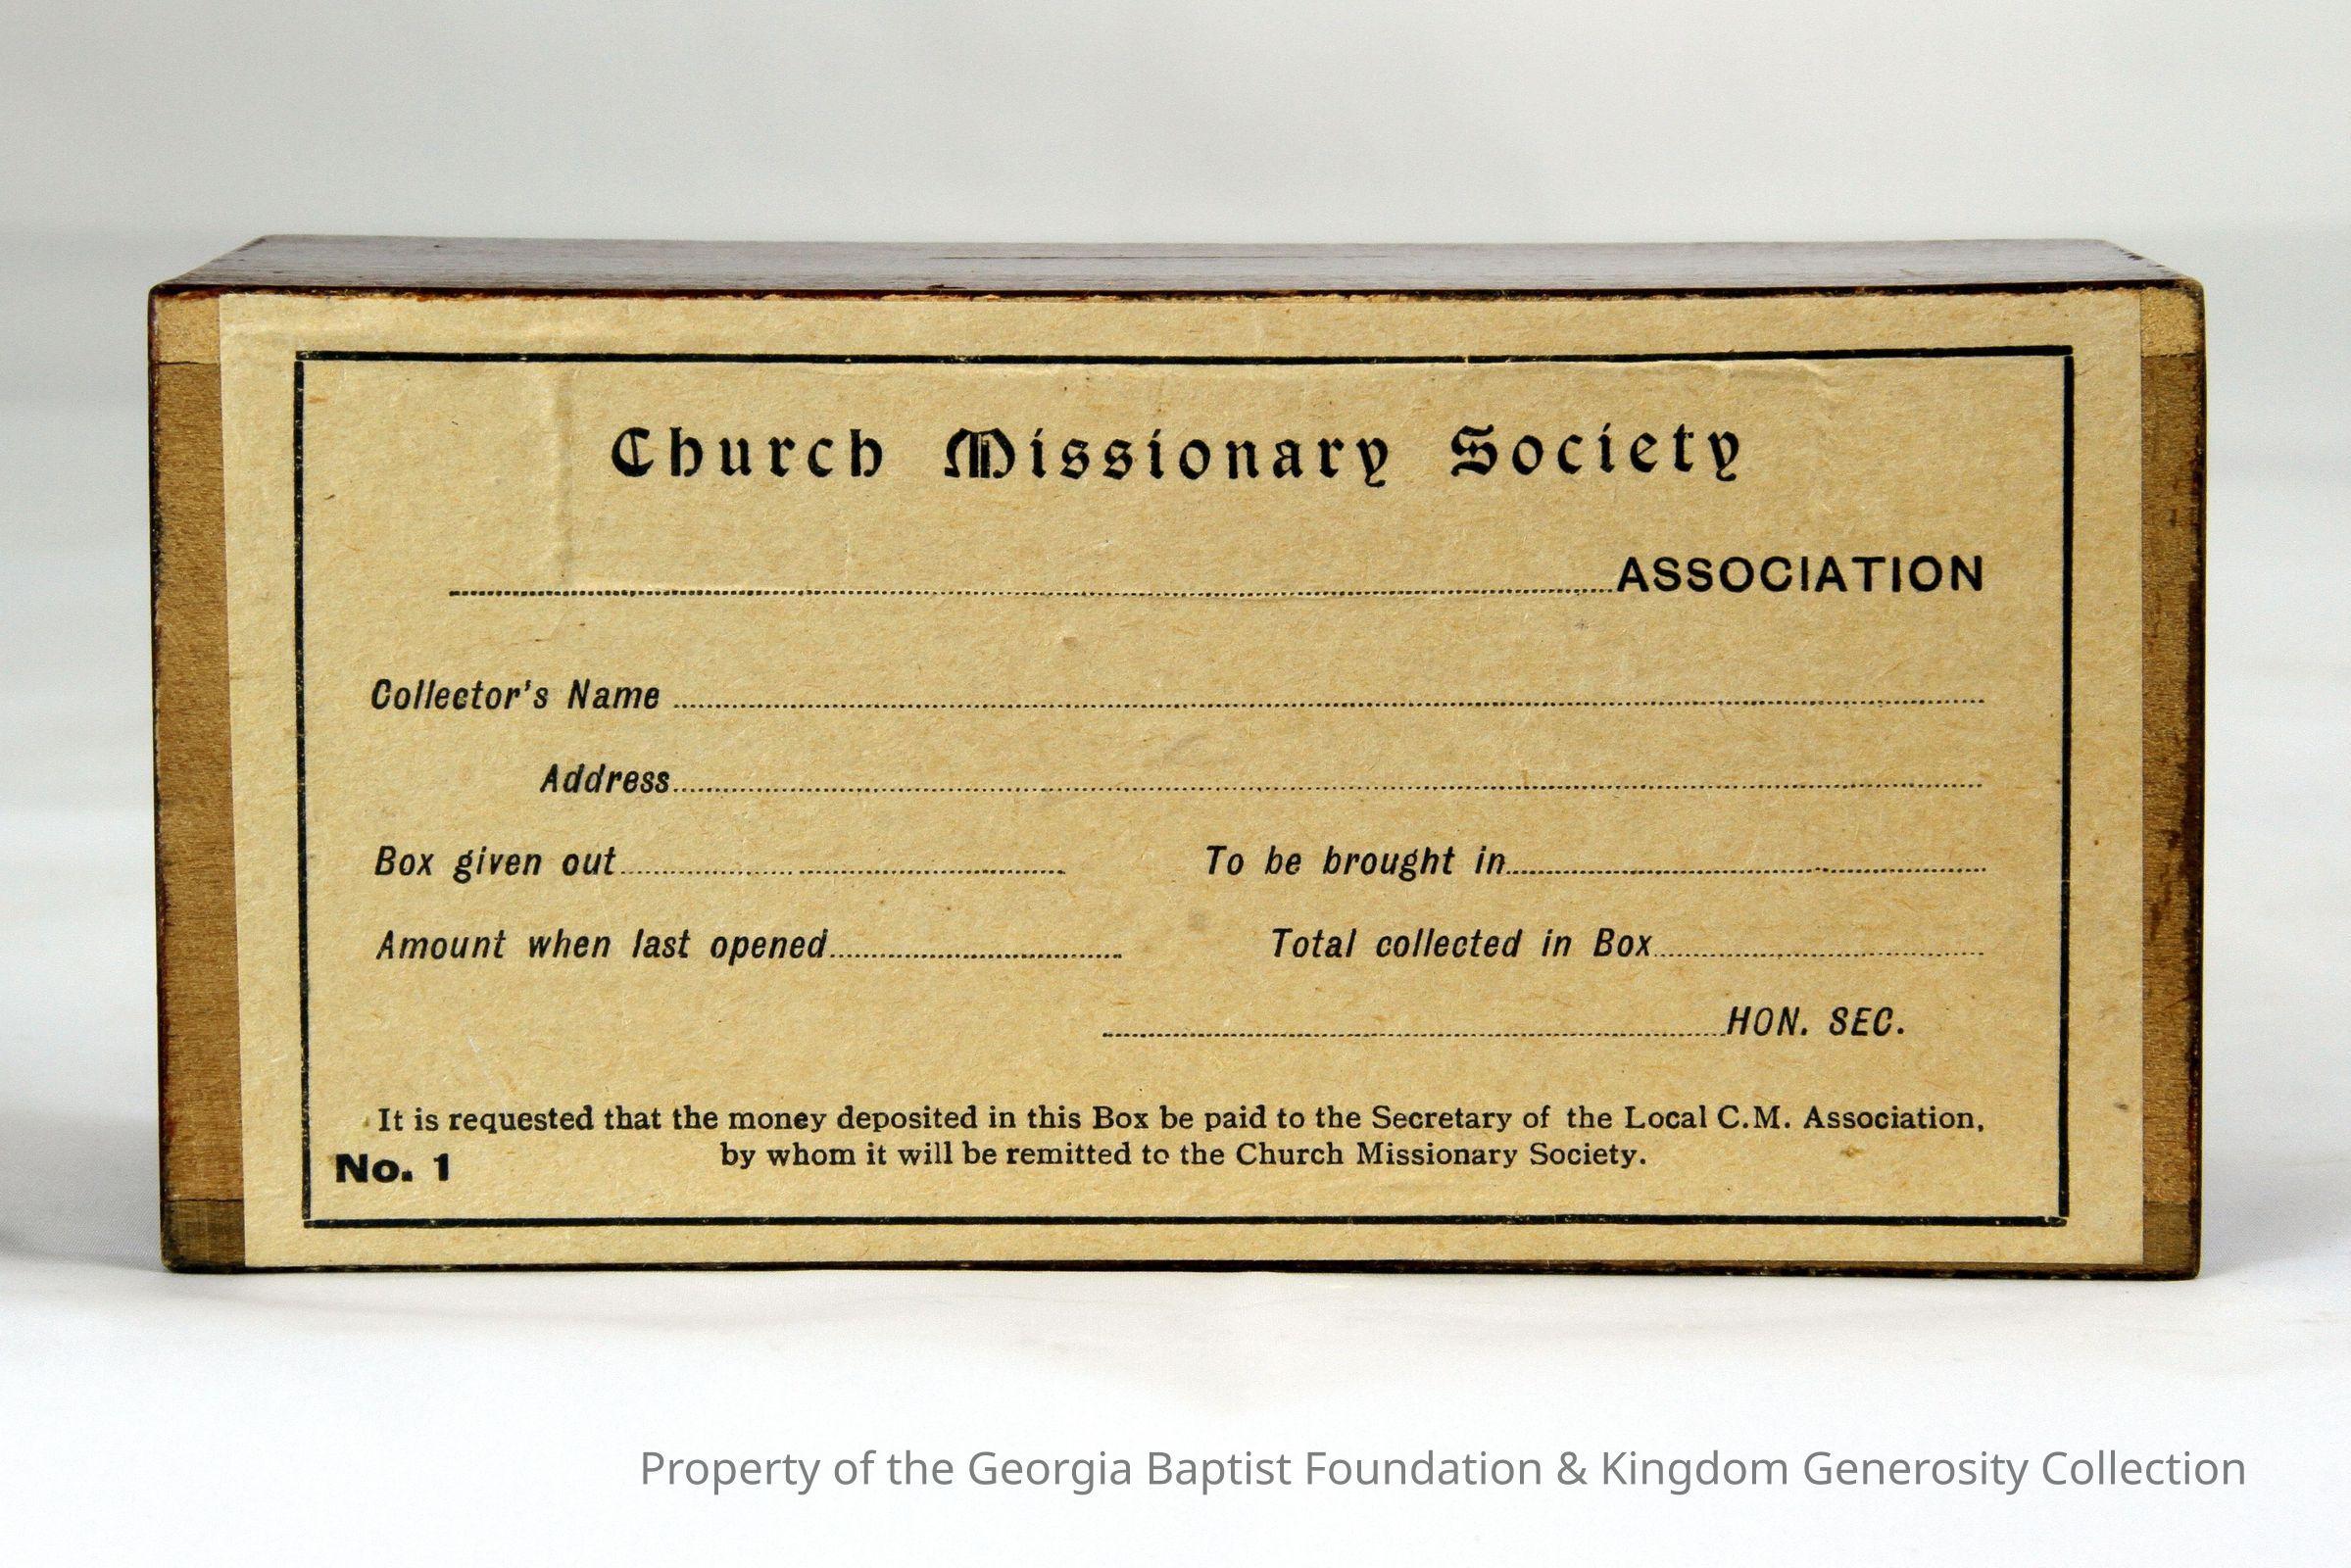 Church Missionary Society
ASSOCIATION
Collector's Name
Address
Box given out To be brought in
Amount when last opened Total collected in Box
HON. SEC.
It is requested that the money deposited in this Box be paid to the Secretary of the Local C.M. Association,
by whom it will be remitted to the Church Missionary Society.
No. 1
Property of the Georgia Baptist Foundation & Kingdom Generosity Collection